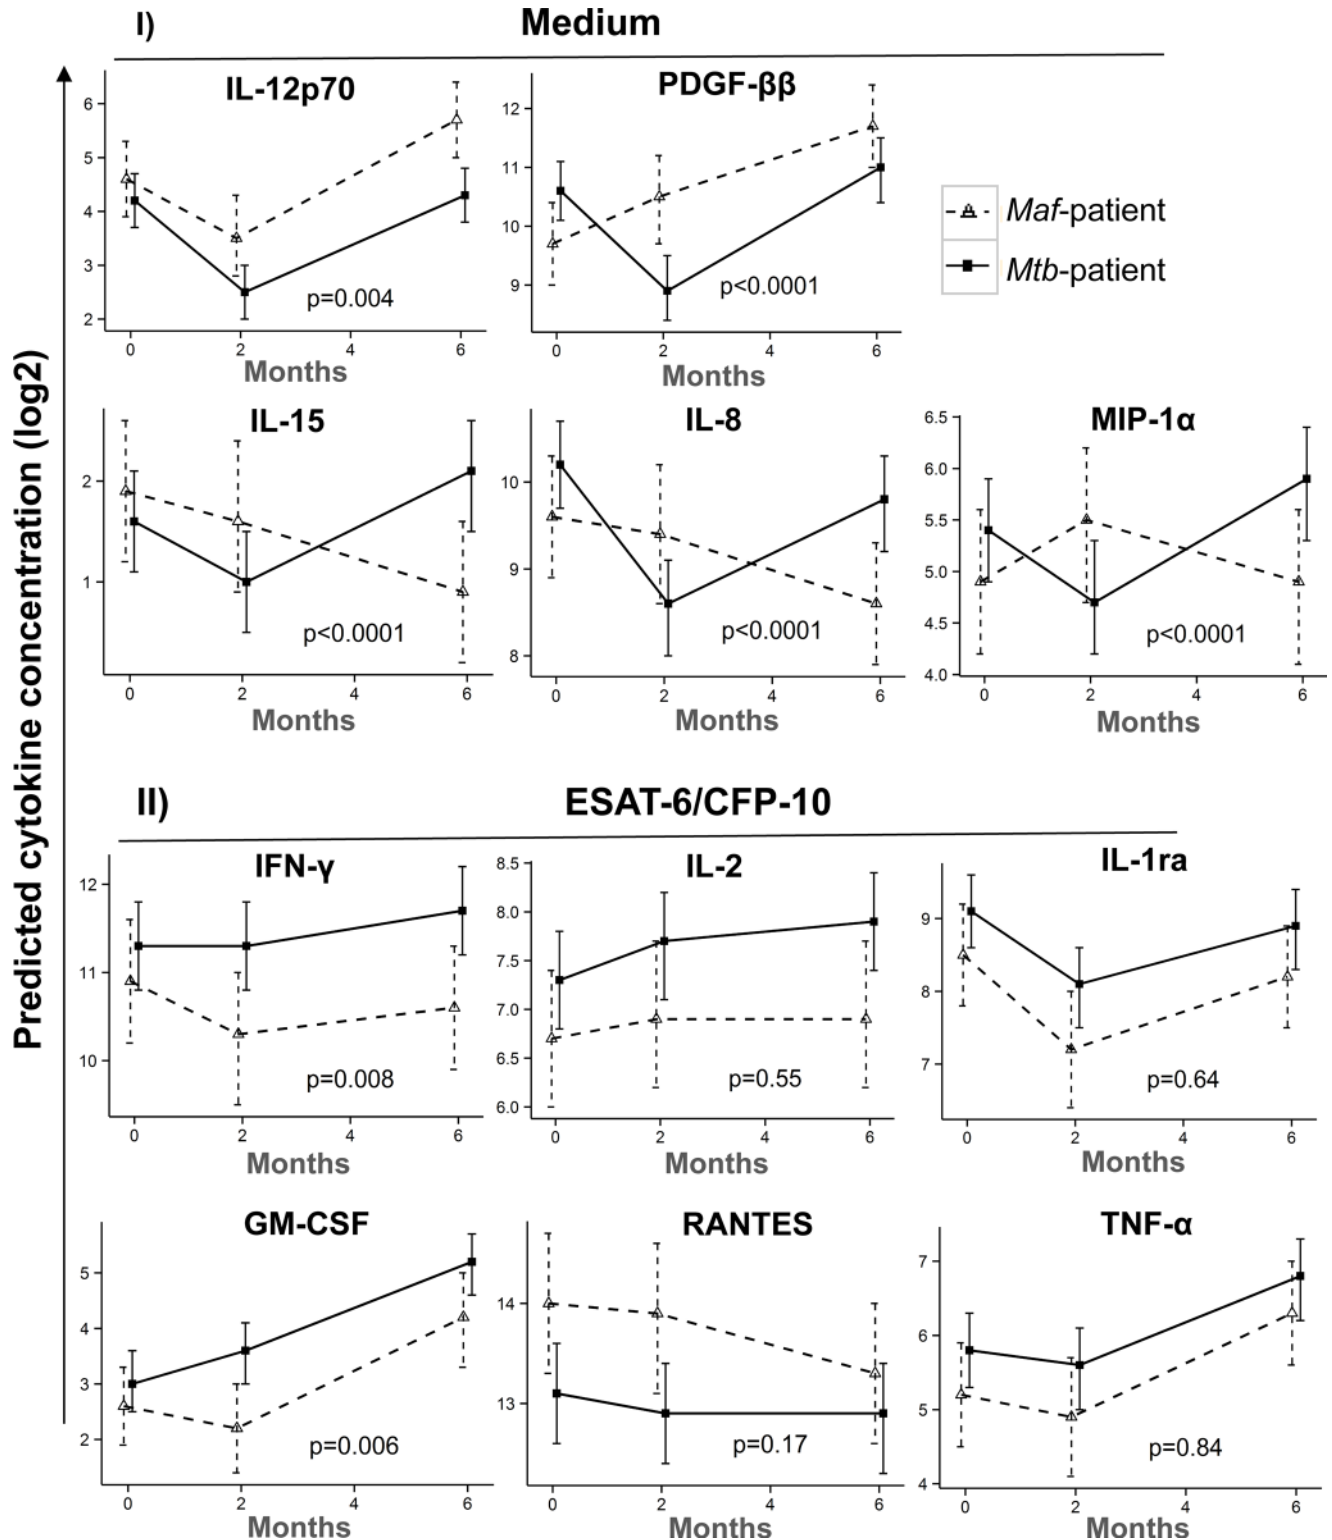 I) Medium
Predicted cytokine concentration (log2)
IL-12p70
6
5
4
3
2
p=0.004
0 2 4 6
Months
PDGF-ββ
12
11
10
9
p<0.0001
0 2 4 6
Months
Maf-patient
Mtb-patient
IL-15
2
1
p<0.0001
0 2 4 6
Months
IL-8
10
9
8
p<0.0001
0 2 4 6
Months
MIP-1α
6.5
6.0
5.5
5.0
4.5
4.0
p<0.0001
0 2 4 6
Months
II) ESAT-6/CFP-10
IFN-γ
12
11
10
p=0.008
0 2 4 6
Months
IL-2
8.5
8.0
7.5
7.0
6.5
6.0
p=0.55
0 2 4 6
Months
IL-1ra
9
8
7
p=0.64
0 2 4 6
Months
GM-CSF
5
4
3
2
p=0.006
0 2 4 6
Months
RANTES
14
13
p=0.17
0 2 4 6
Months
TNF-α
7
6
5
4
p=0.84
0 2 4 6
Months